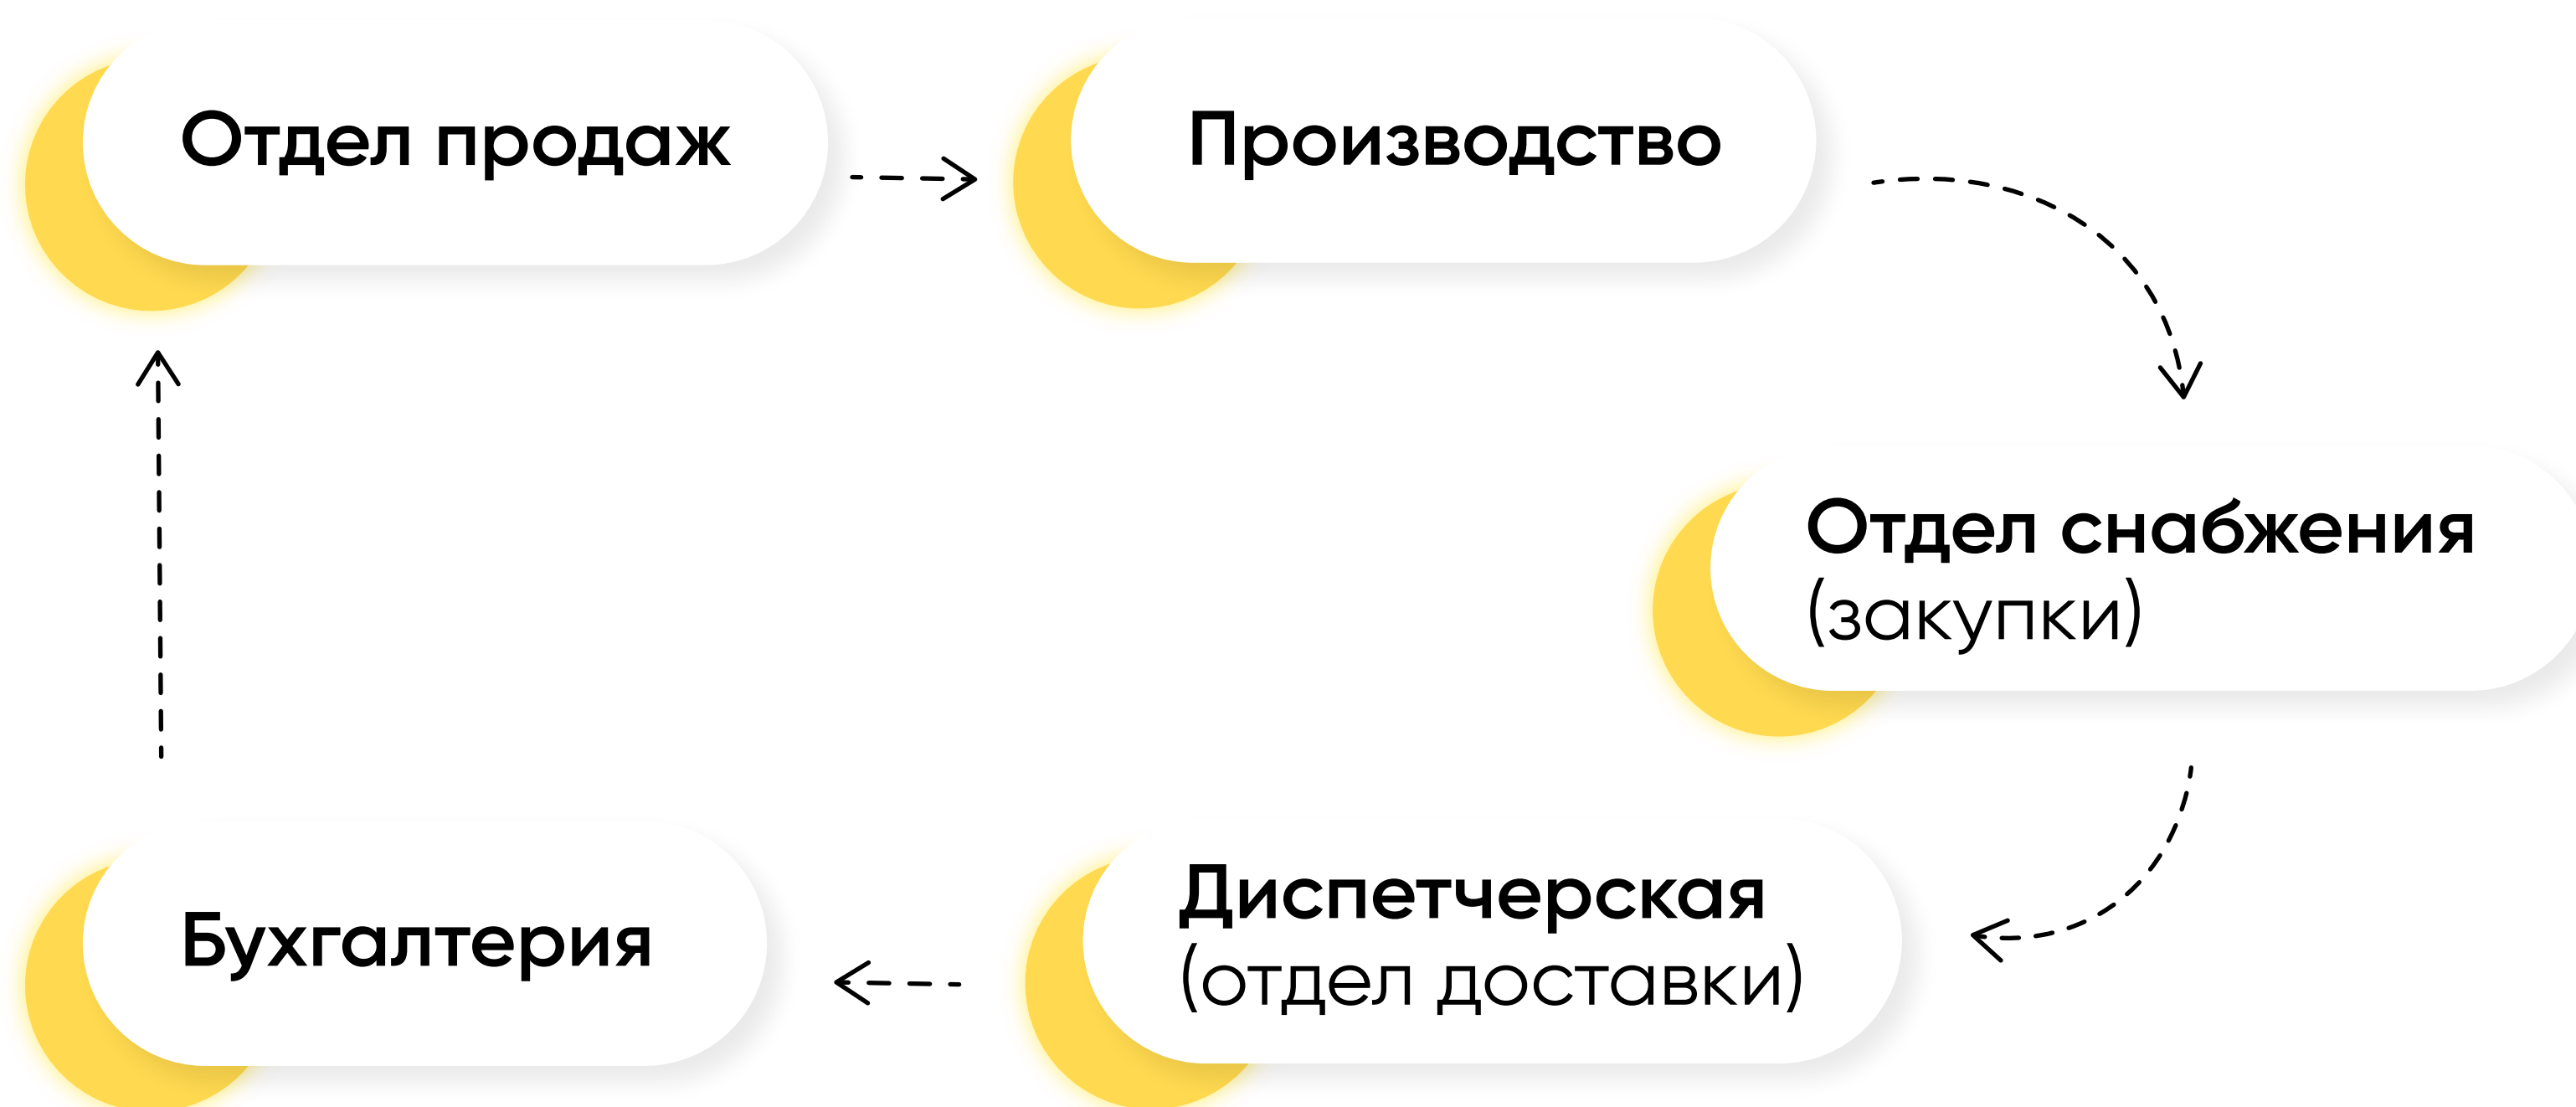 Отдел продаж
Производство
Отдел снабжения
(закупки)
Диспетчерская
(отдел доставки)
Бухгалтерия